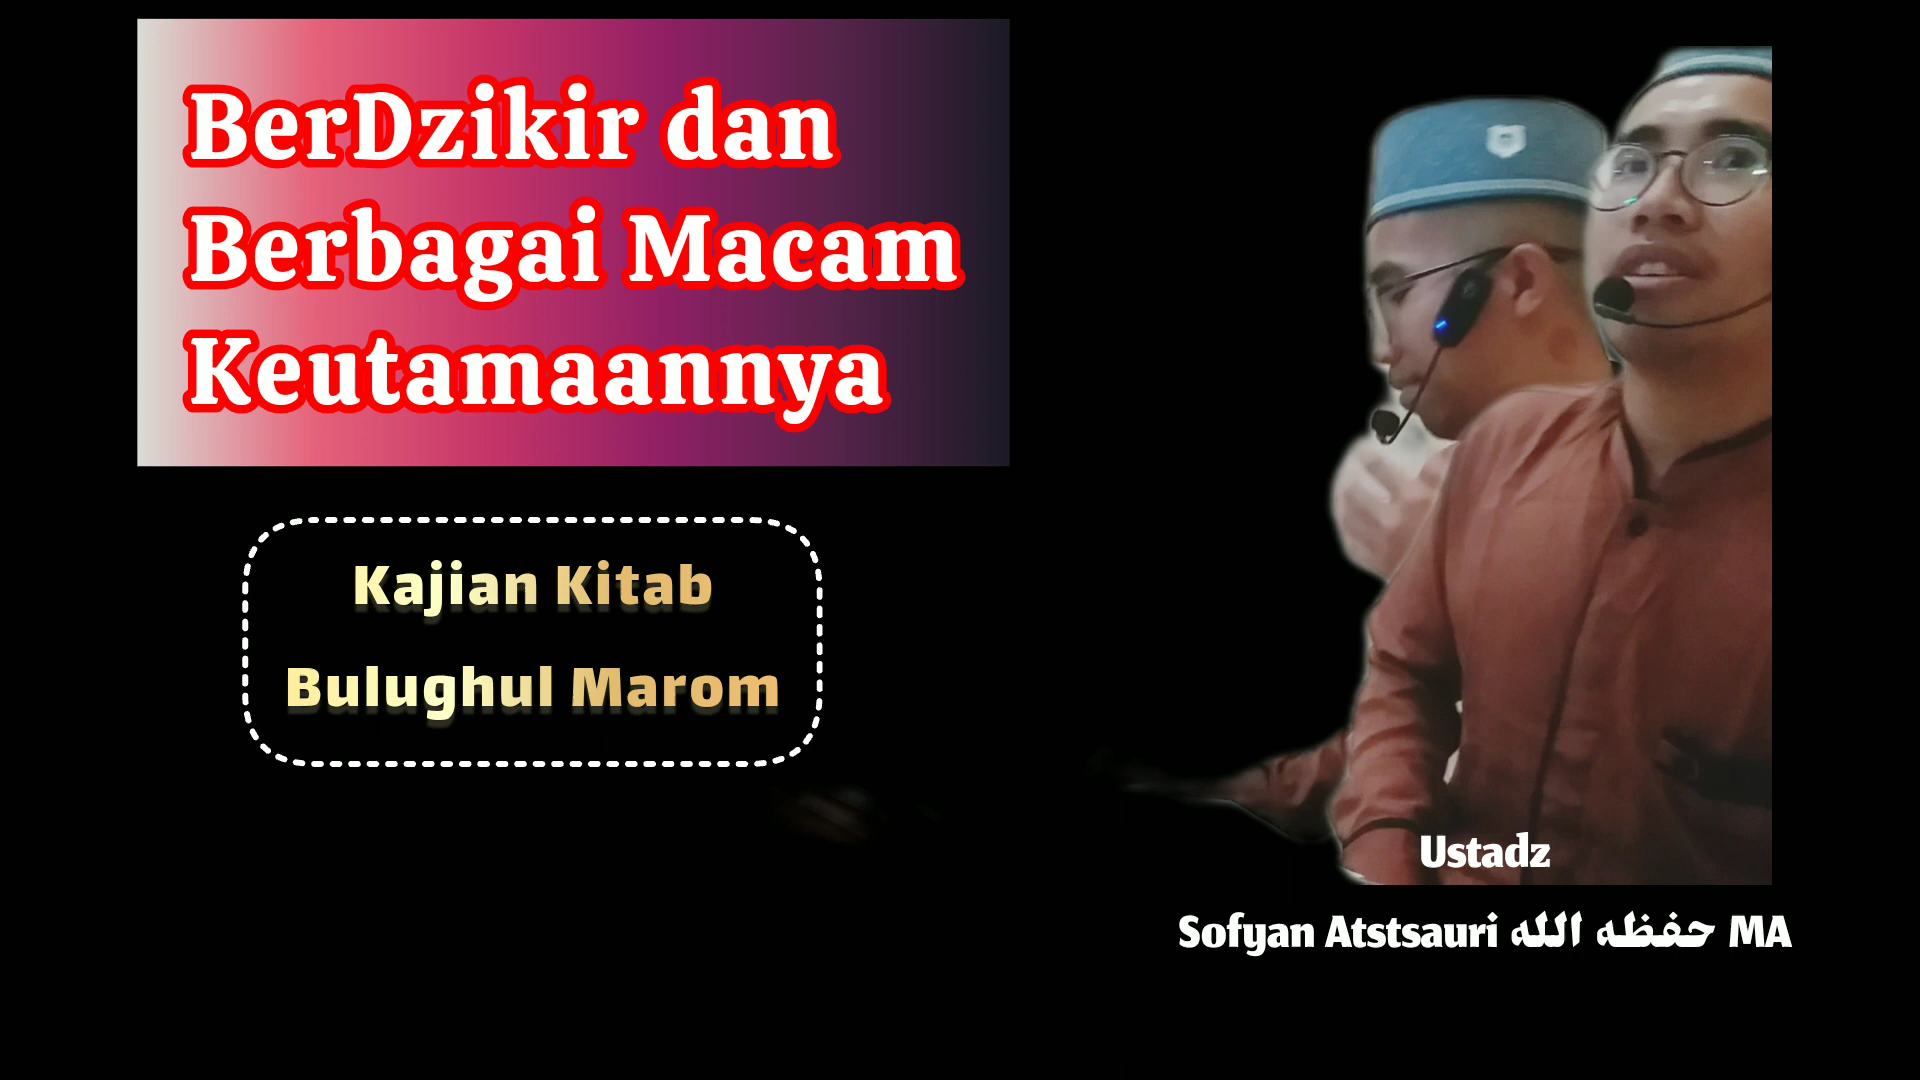 BerDzikir dan
Berbagai Macam
Keutamaannya
Kajian Kitab
Bulughul Marom
Ustadz
Sofyan Atstsauri حفظه الله MA